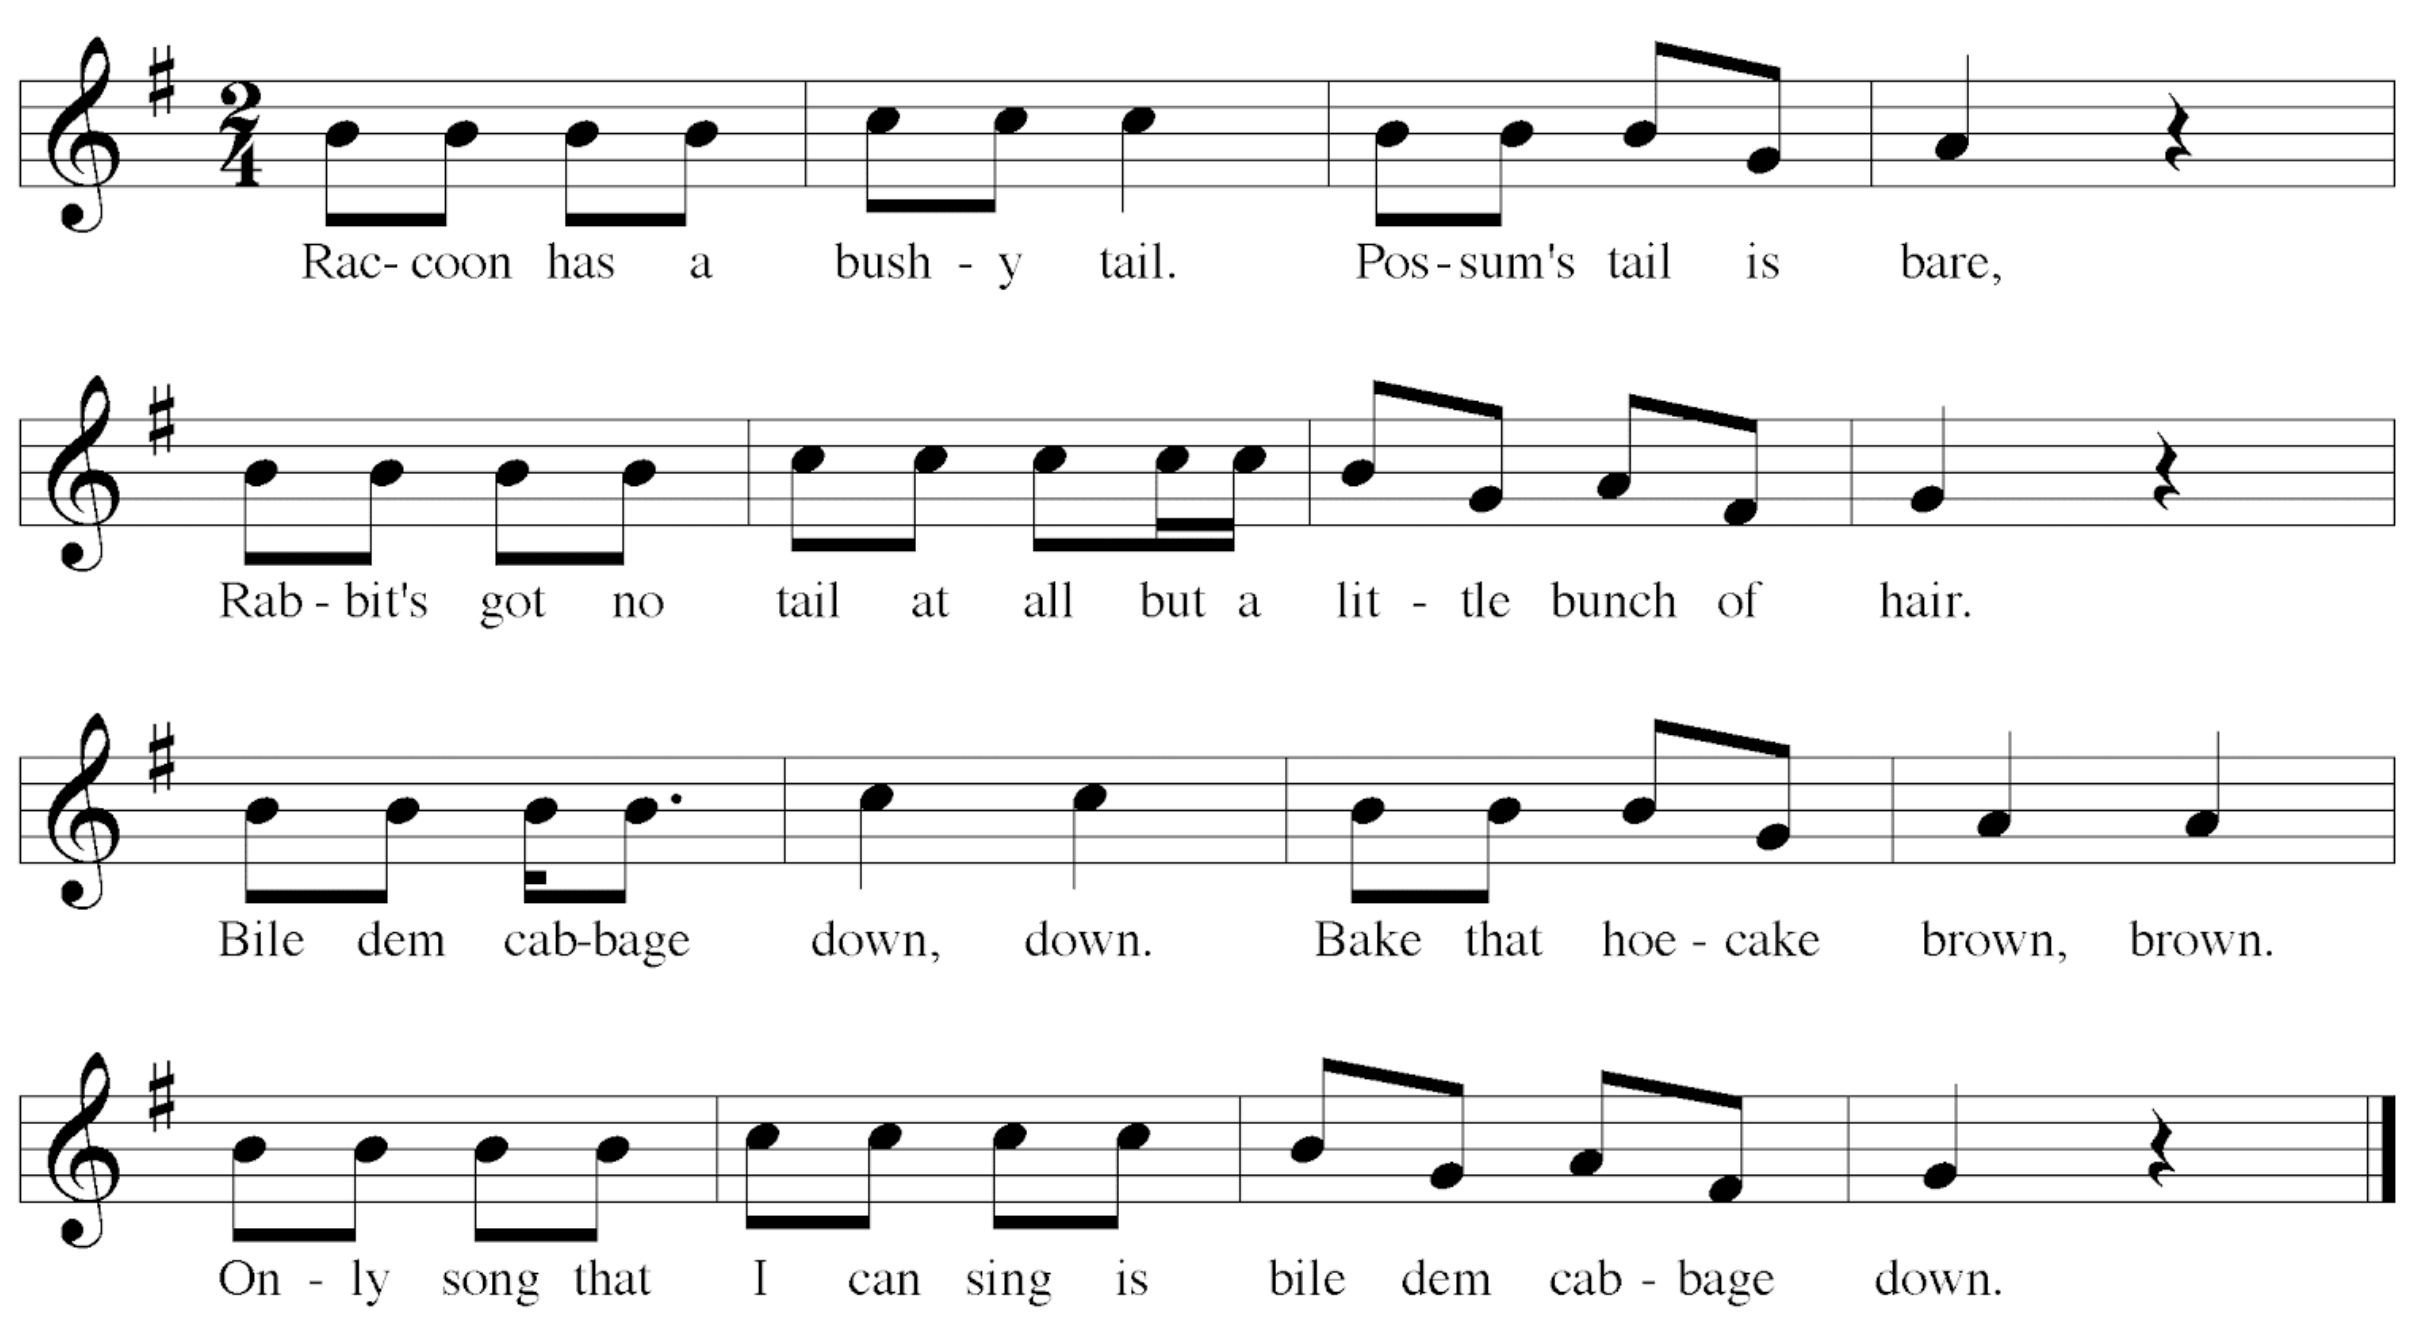 2
4
Rac- coon has a bush - y tail. Pos - sum's tail is bare,
Rab - bit's got no tail at all but a lit - tle bunch of hair.
Bile dem cab-bage down, down. Bake that hoe - cake brown, brown.
On - ly song that I can sing is bile dem cab - bage down.